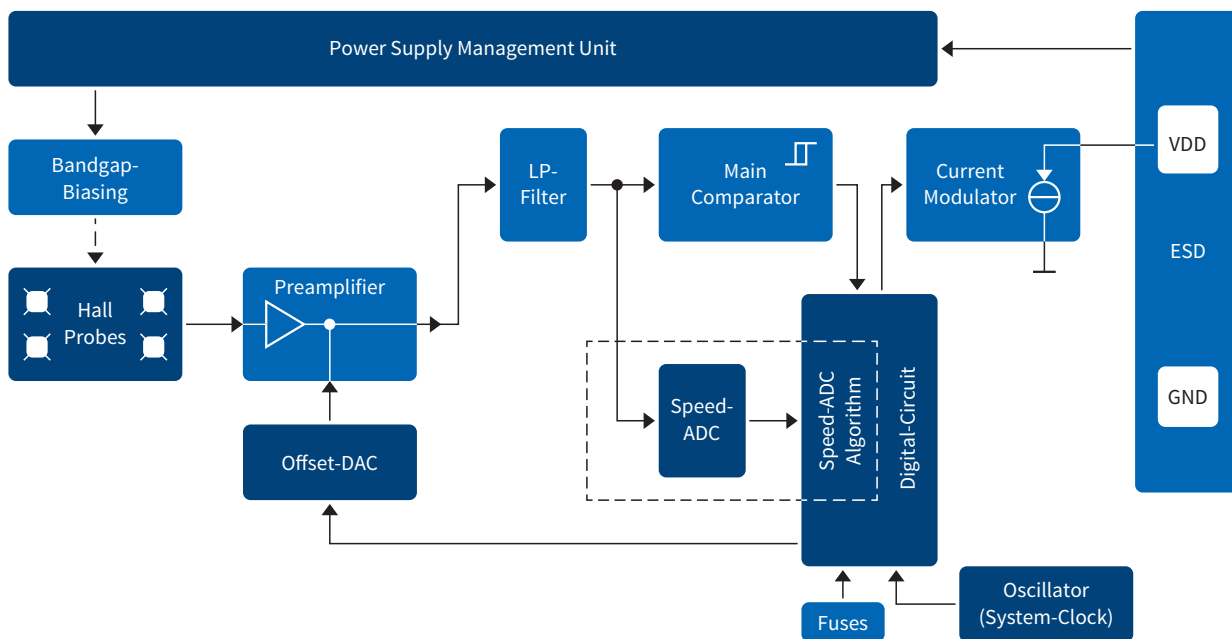 Power Supply Management Unit
Bandgap-
Biasing
LP-
Filter
Main
Comparator
Current
Modulator
VDD
ESD
GND
Hall
Probes
Preamplifier
Offset-DAC
Speed-
ADC
Speed-ADC
Algorithm
Digital-Circuit
Fuses
Oscillator
(System-Clock)